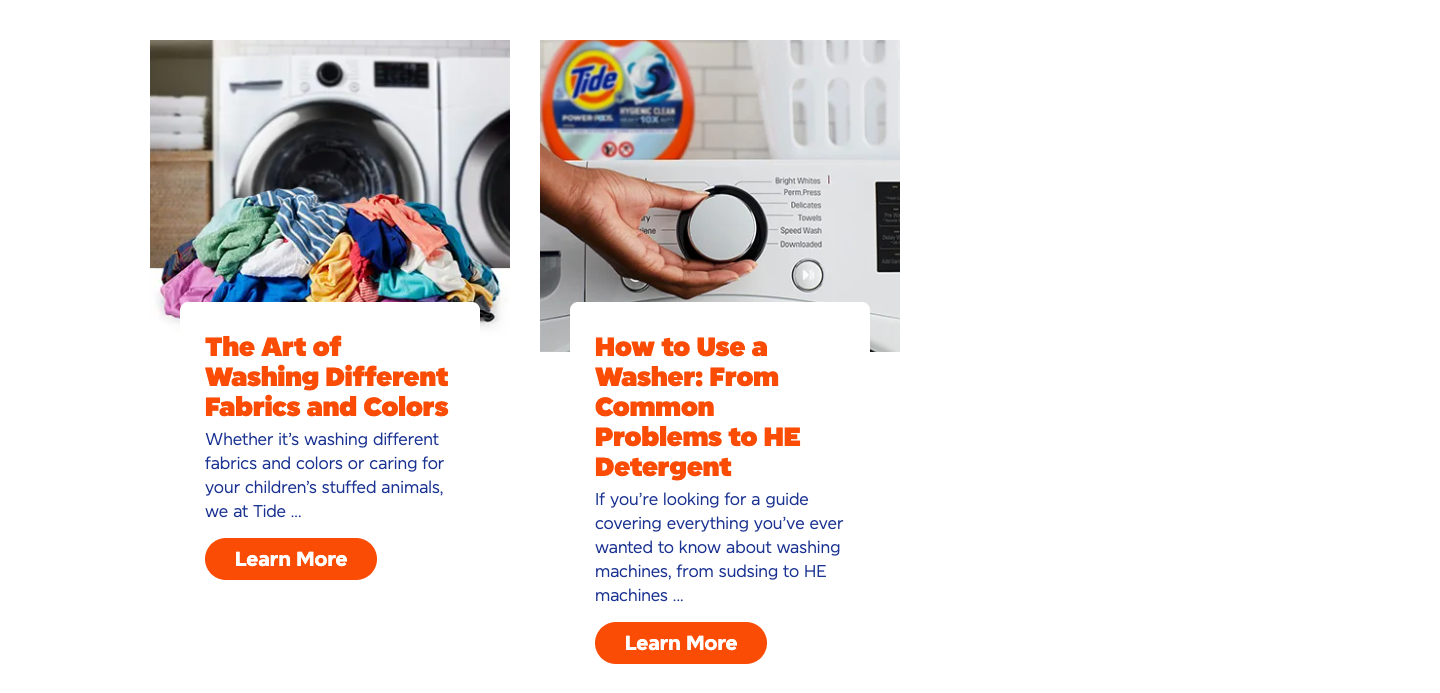 Tide
HYGIENIC CLEAN
POWER PODS
10X
Bright Whites
Perm.Press
Delicates
Towels
Speed Wash
Downloaded
The Art of
Washing Different
Fabrics and Colors
Whether it’s washing different
fabrics and colors or caring for
your children’s stuffed animals,
we at Tide ...
Learn More
How to Use a
Washer: From
Common
Problems to HE
Detergent
If you’re looking for a guide
covering everything you’ve ever
wanted to know about washing
machines, from sudsing to HE
machines ...
Learn More